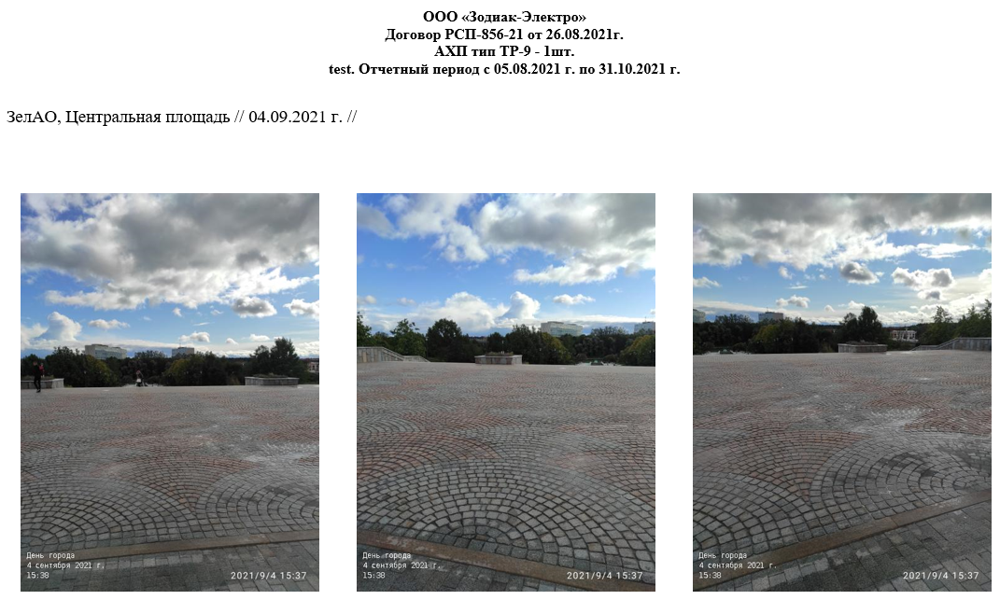 ООО «Зодиак-Электро»
Договор РСП-856-21 от 26.08.2021г.
АХП тип ТР-9 - 1шт.
test. Отчетный период с 05.08.2021 г. по 31.10.2021 г.
ЗелАО, Центральная площадь // 04.09.2021 г. //
День города
4 сентября 2021 г.
15:38
2021/9/4 15:37
День города
4 сентября 2021 г.
15:38
2021/9/4 15:37
День города
4 сентября 2021 г.
15:38
2021/9/4 15:37